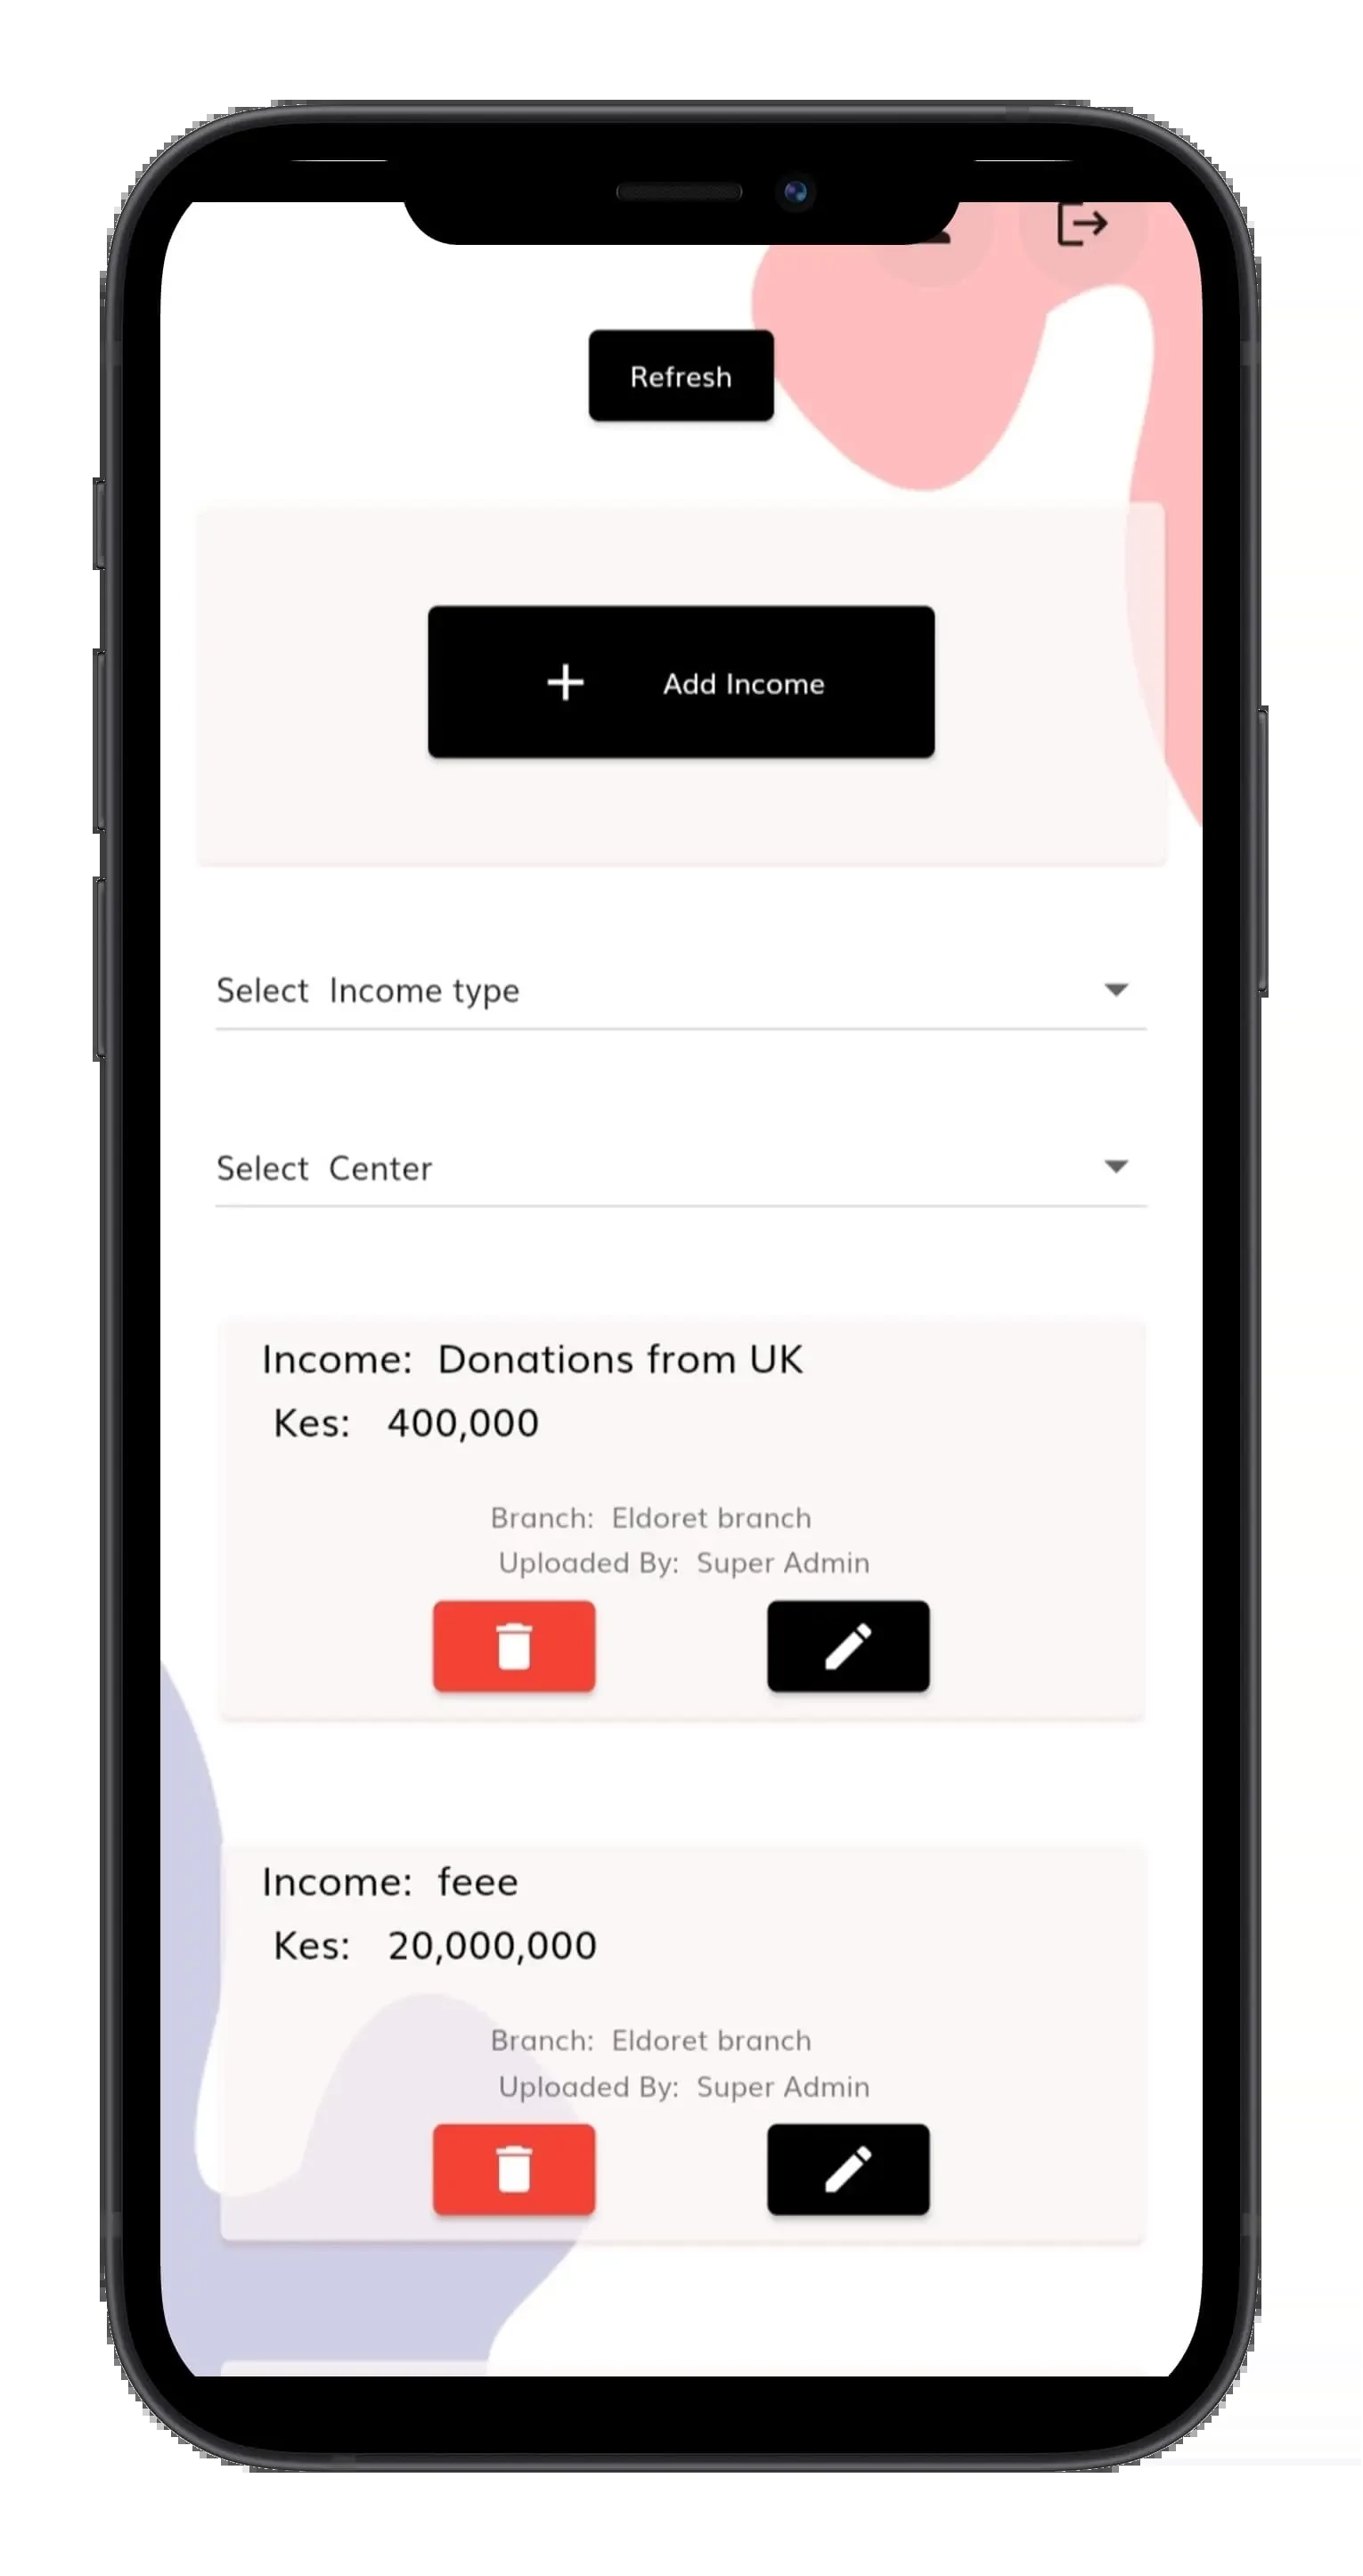 Refresh
Add Income
Select Income type
Select Center
Income: Donations from UK
Kes: 400,000
Branch: Eldoret branch
Uploaded By: Super Admin
Income: feee
Kes: 20,000,000
Branch: Eldoret branch
Uploaded By: Super Admin